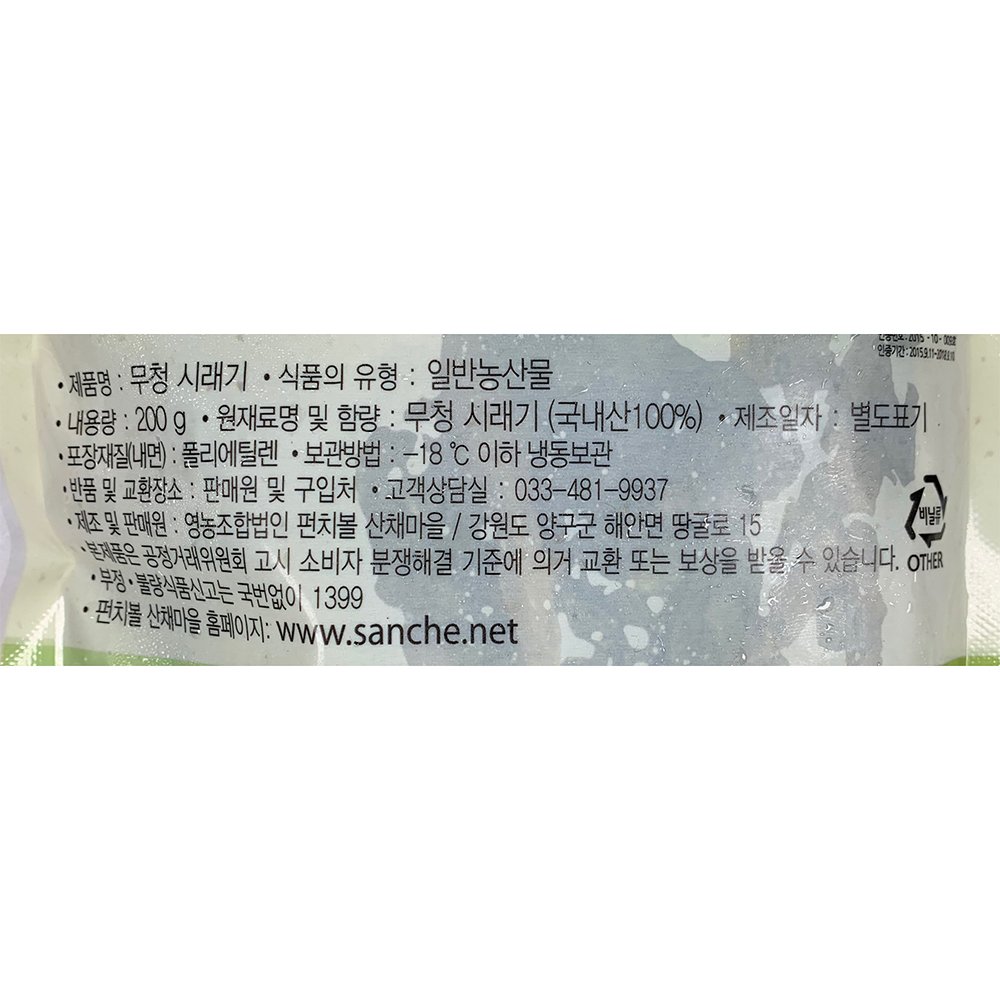 인증기간 : 2015.9.11-2018.9.10
• 제품명 : 무청 시래기 • 식품의 유형 : 일반농산물
• 내용량 : 200 g • 원재료명 및 함량 : 무청 시래기 (국내산100%) • 제조일자 : 별도표기
• 포장재질(내면) : 폴리에틸렌 • 보관방법 : -18 ℃ 이하 냉동보관
• 반품 및 교환장소 : 판매원 및 구입처 • 고객상담실 : 033-481-9937
• 제조 및 판매원 : 영농조합법인 펀치볼 산채마을 / 강원도 양구군 해안면 땅굴로 15
• 본제품은 공정거래위원회 고시 소비자 분쟁해결 기준에 의거 교환 또는 보상을 받을 수 있습니다.
• 부정 • 불량식품신고는 국번없이 1399
• 펀치볼 산채마을 홈페이지: www.sanche.net
비닐류
OTHER